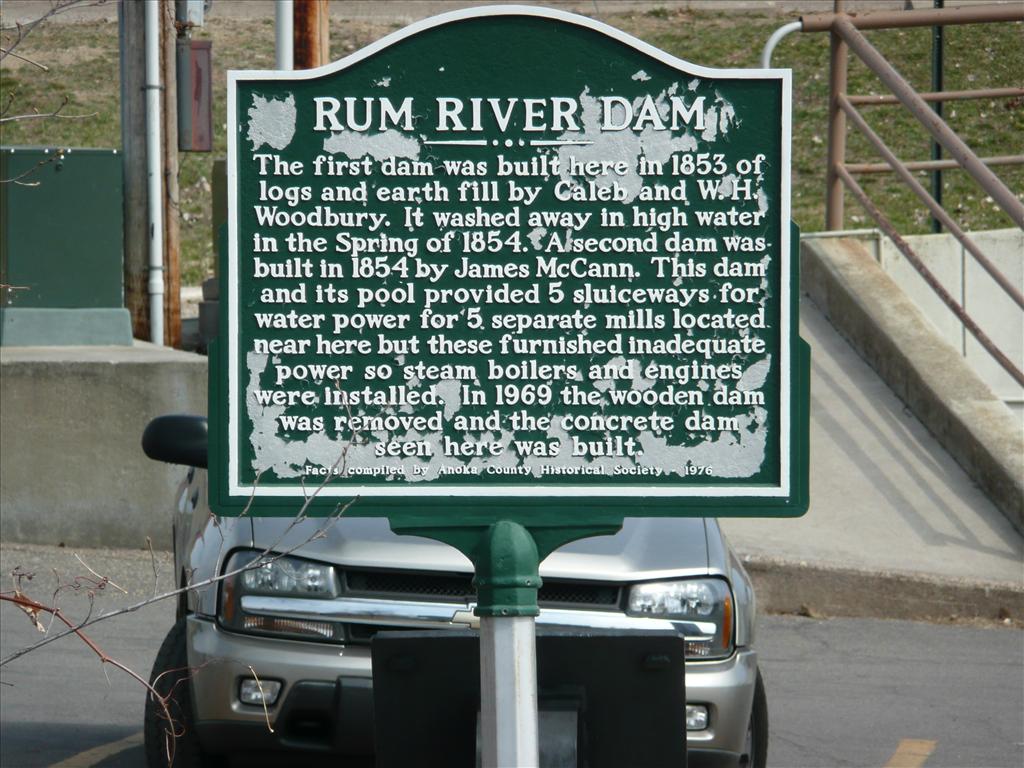 RUM RIVER DAM
The first dam was built here in 1853 of
logs and earth fill by Caleb and W.H.
Woodbury. It washed away in high water
in the Spring of 1854. A second dam was
built in 1854 by James McCann. This dam
and its pool provided 5 sluiceways for
water power for 5 separate mills located
near here but these furnished inadequate
power so steam boilers and engines
were installed. In 1969 the wooden dam
was removed and the concrete dam
seen here was built.
Facts compiled by Anoka County Historical Society - 1976